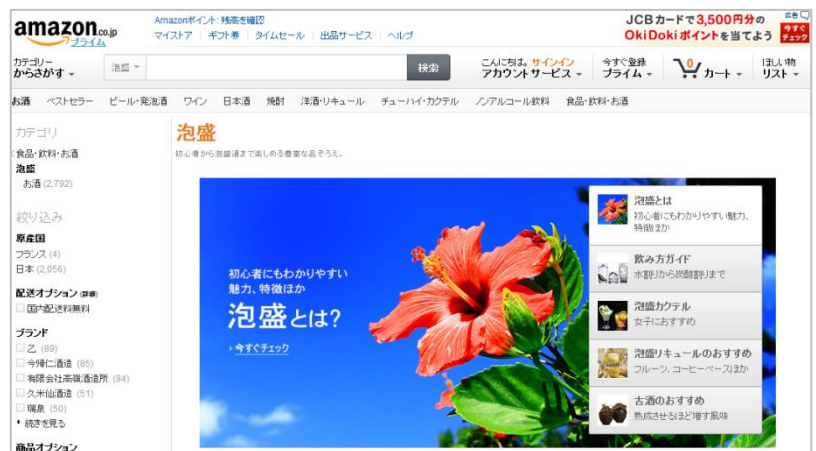 amazon.co.jp
プライム
Amazonポイント: 残高を確認
マイストア ギフト券 タイムセール 出品サービス ヘルプ
JCBカードで3,500円分の
OkiDokiポイントを当てよう
広告
今すぐ
チェック
カテゴリー
からさがす
泡盛
検索
こんにちは。サインイン
アカウントサービス
今すぐ登録
プライム
0
カート
ほしい物
リスト
お酒 ベストセラー ビール・発泡酒 ワイン 日本酒 焼酎 洋酒・リキュール チューハイ・カクテル ノンアルコール飲料 食品・飲料・お酒
カテゴリ
‹食品・飲料・お酒
泡盛
お酒 (2,792)
絞り込み
原産国
フランス (4)
日本 (2,056)
配送オプション (詳細)
国内配送料無料
ブランド
乙 (89)
今帰仁酒造 (85)
有限会社高嶺酒造所 (84)
久米仙酒造 (51)
瑞泉 (50)
続きを見る
商品オプション
泡盛
初心者から泡盛通まで楽しめる豊富な品ぞろえ。
初心者にもわかりやすい
魅力、特徴ほか
泡盛とは?
›今すぐチェック
泡盛とは
初心者にもわかりやすい魅力、
特徴ほか
飲み方ガイド
水割りから炭酸割りまで
泡盛カクテル
女子におすすめ
泡盛リキュールのおすすめ
フルーツ、コーヒーベースほか
古酒のおすすめ
熟成させるほど増す風味